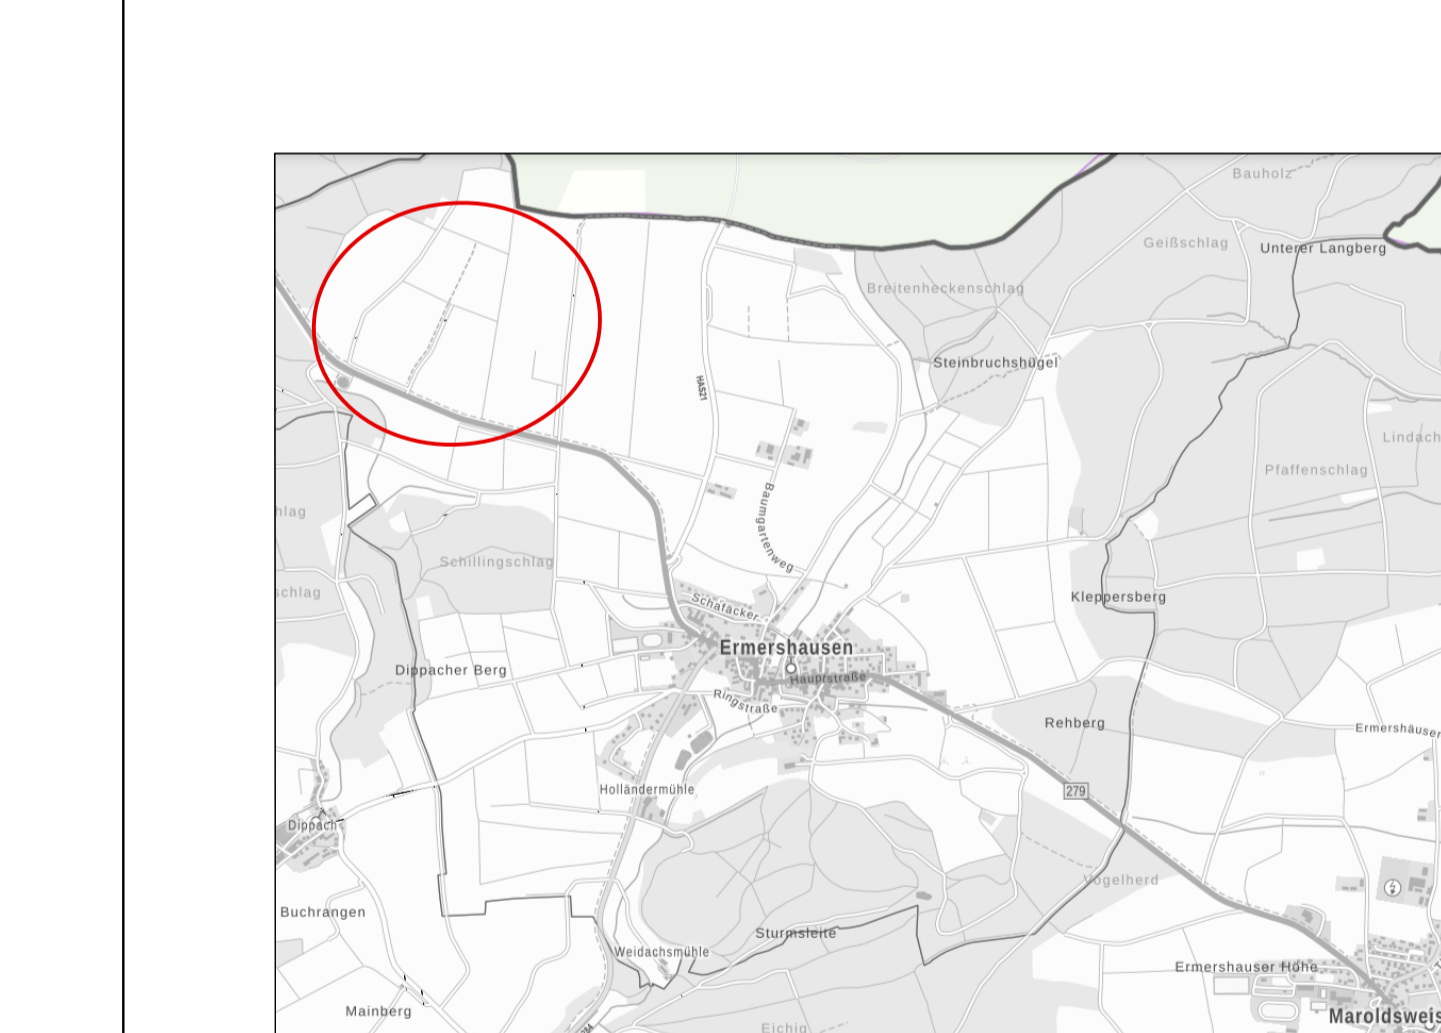 Bauholz
Geißschlag
Unterer Langberg
Breitenheckenschlag
Steinbruchshügel
HAS21
Lindach
Pfaffenschlag
Baumgartenweg
hlag
Schillingschlag
schlag
Kleppersberg
Schafäcker
Ermershausen
Dippacher Berg
Hauptstraße
Ringstraße
Rehberg
Ermershäuser
Holländermühle
279
Dippach
Vogelherd
Buchrangen
Sturmsleite
Weidachsmühle
Ermershauser Höhe
Mainberg
Maroldsweis
Eichig